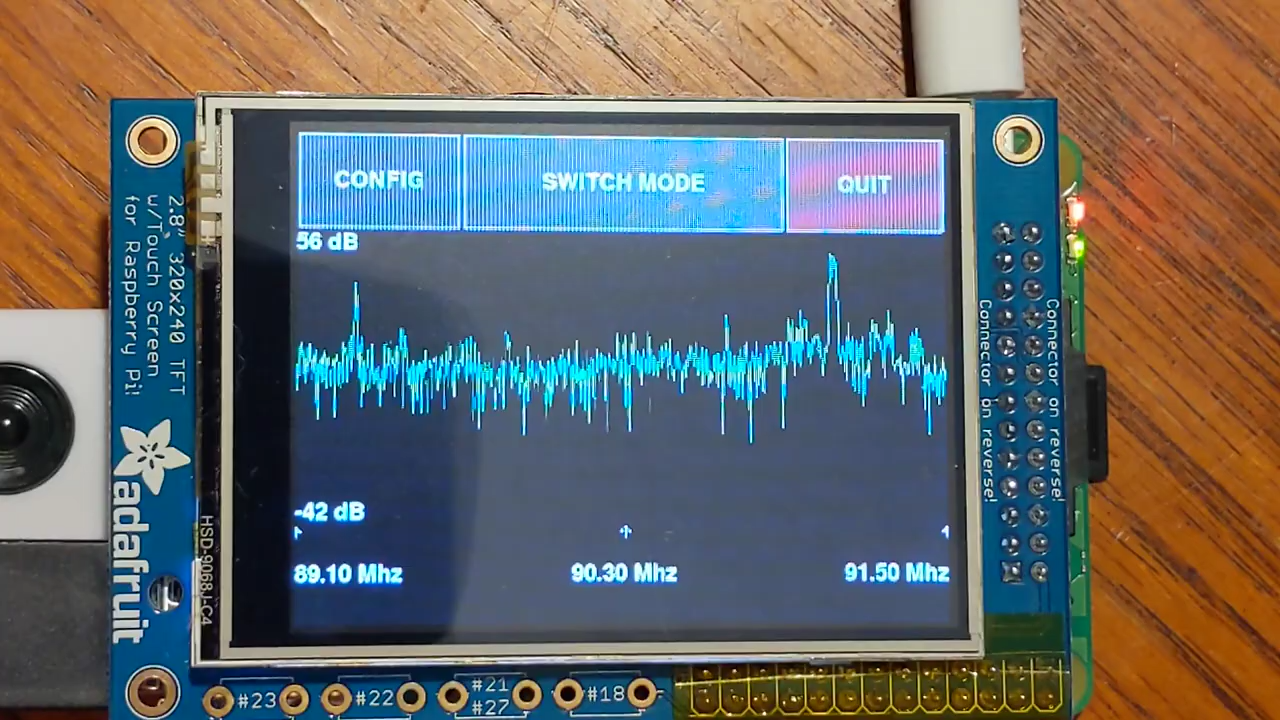 CONFIG
SWITCH MODE
QUIT
56 dB
-42 dB
89.10 Mhz
90.30 Mhz
91.50 Mhz
2.8" 320x240 TFT
w/Touch Screen
for Raspberry Pi!
adafruit
HSD-9068J-C4
Connector on reverse!
Connector on reverse!
#23
#22
#21
#27
#18